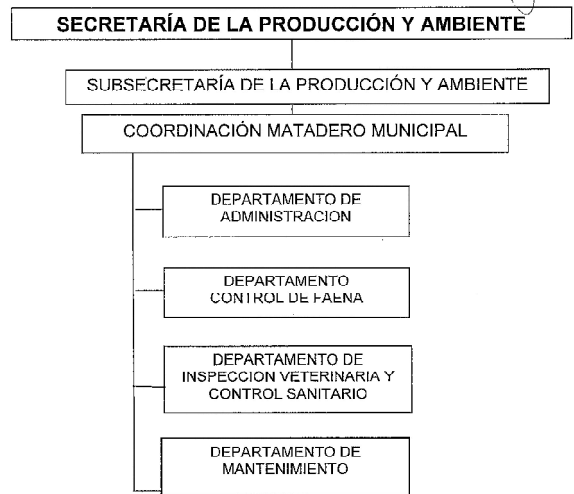 SECRETARÍA DE LA PRODUCCIÓN Y AMBIENTE
SUBSECRETARÍA DE LA PRODUCCIÓN Y AMBIENTE
COORDINACIÓN MATADERO MUNICIPAL
DEPARTAMENTO DE
ADMINISTRACION
DEPARTAMENTO
CONTROL DE FAENA
DEPARTAMENTO DE
INSPECCION VETERINARIA Y
CONTROL SANITARIO
DEPARTAMENTO DE
MANTENIMIENTO